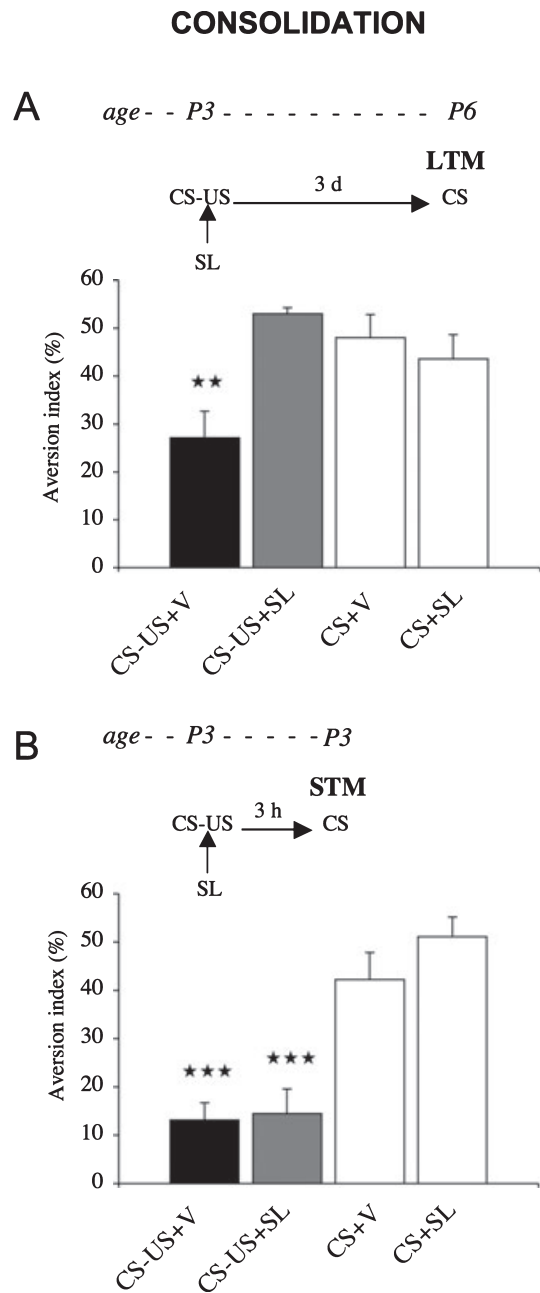 CONSOLIDATION
A
age- - P3 - - - - - - - - - - - P6
LTM
CS-US 3 d CS
SL
Aversion index (%)
60
50
40
★★
30
20
10
0
CS-US+V CS-US+SL CS+V CS+SL
B
age- - P3 - - - - - P3
STM
CS-US 3 h CS
SL
Aversion index (%)
60
50
40
30
★★★ ★★★
20
10
0
CS-US+V CS-US+SL CS+V CS+SL